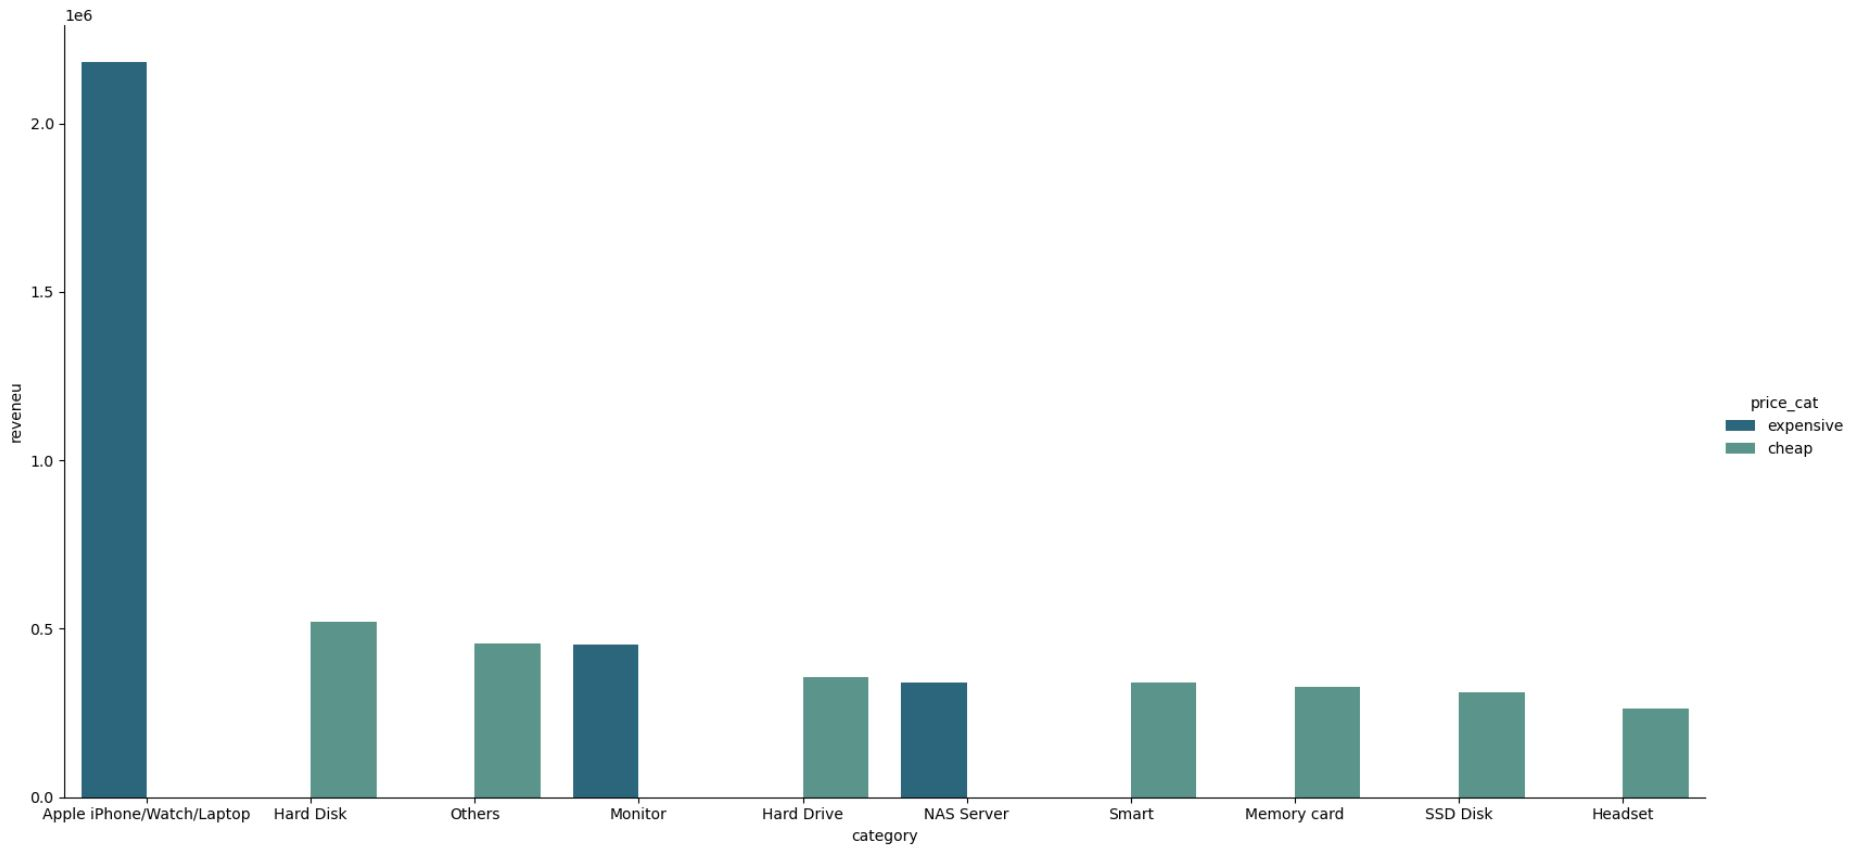 1e6
2.0
1.5
1.0
0.5
0.0
reveneu
Apple iPhone/Watch/Laptop Hard Disk Others Monitor Hard Drive NAS Server Smart Memory card SSD Disk Headset
category
price_cat
expensive
cheap